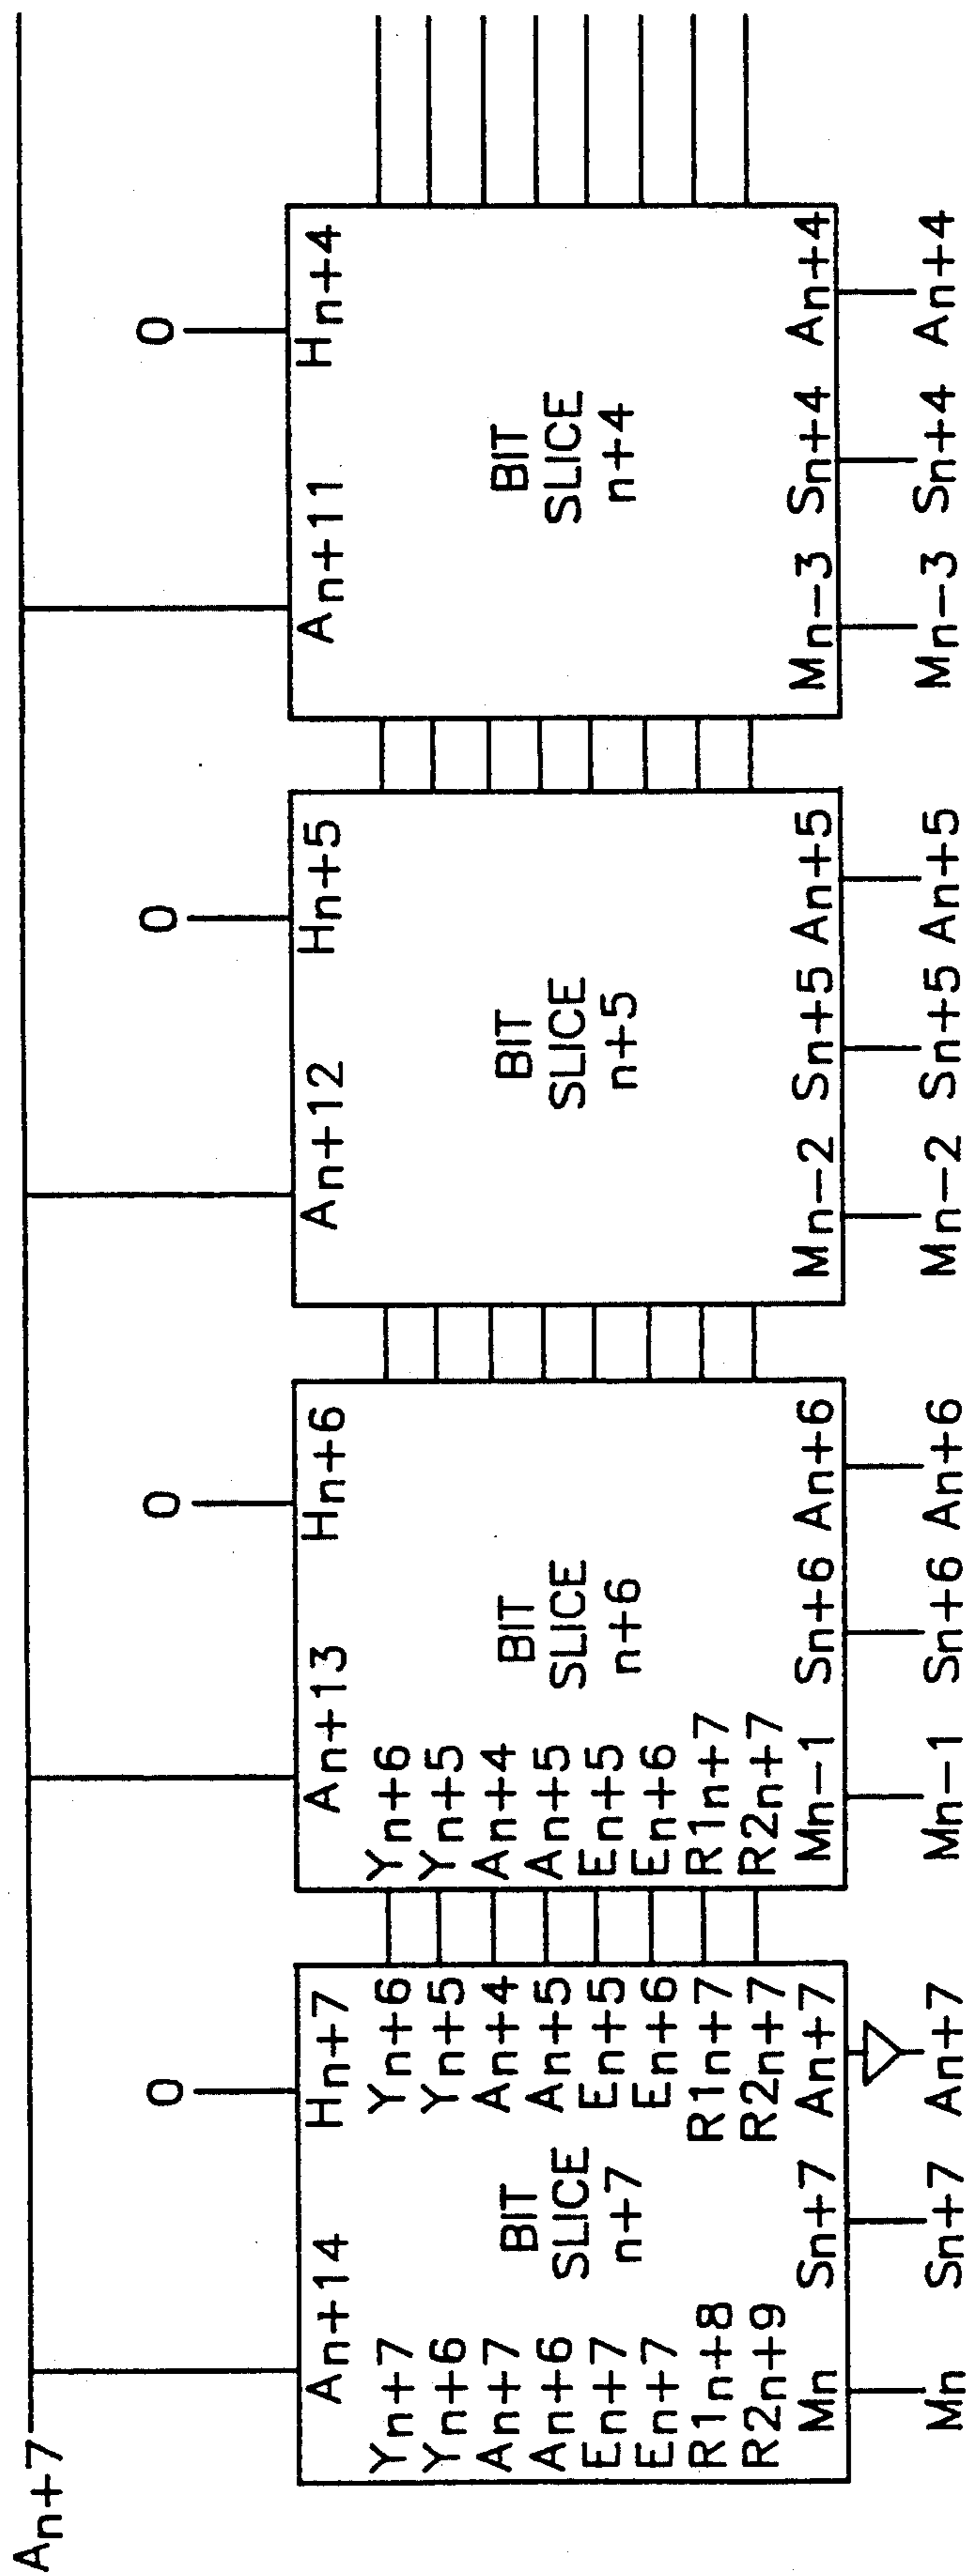 An+7
0 0 0 0
An+14 Hn+7 An+13 Hn+6 An+12 Hn+5 An+11 Hn+4
Yn+7 Yn+6 Yn+6
Yn+6 Yn+5 Yn+5
An+7 An+4 An+4
An+6 An+5 An+5
En+7 En+5 En+5
En+7 En+6 En+6
R1n+8 R1n+7 R1n+7
R2n+9 R2n+7 R2n+7
BIT
SLICE
n+7
BIT
SLICE
n+6
BIT
SLICE
n+5
BIT
SLICE
n+4
Mn Sn+7 An+7 Mn-1 Sn+6 An+6 Mn-2 Sn+5 An+5 Mn-3 Sn+4 An+4
Mn Sn+7 An+7 Mn-1 Sn+6 An+6 Mn-2 Sn+5 An+5 Mn-3 Sn+4 An+4